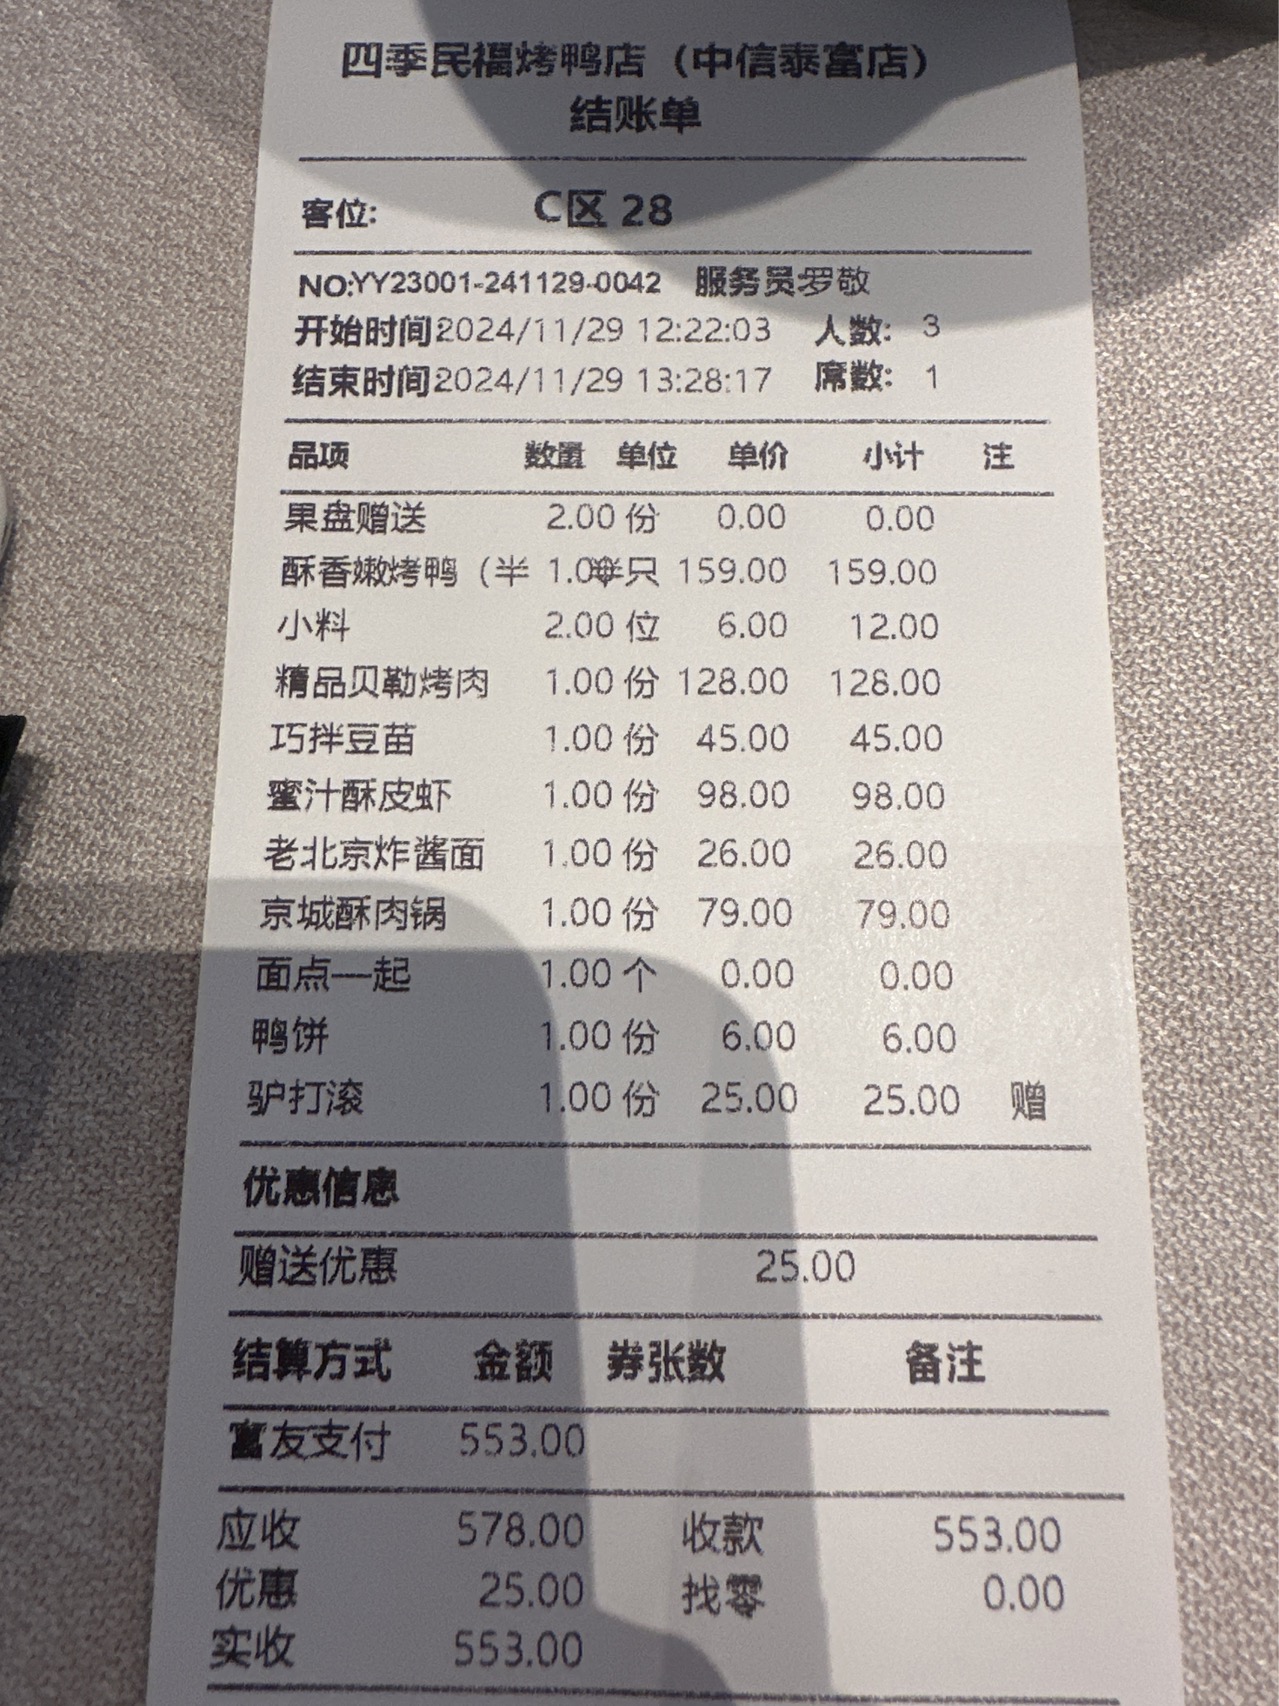 四季民福烤鸭店（中信泰富店）
结账单
客位: C区 28
NO:YY23001-241129-0042 服务员:罗敬
开始时间2024/11/29 12:22:03 人数: 3
结束时间2024/11/29 13:28:17 席数: 1
品项 数量 单位 单价 小计 注
果盘赠送 2.00 份 0.00 0.00
酥香嫩烤鸭（半 1.00半只 159.00 159.00
小料 2.00 位 6.00 12.00
精品贝勒烤肉 1.00 份 128.00 128.00
巧拌豆苗 1.00 份 45.00 45.00
蜜汁酥皮虾 1.00 份 98.00 98.00
老北京炸酱面 1.00 份 26.00 26.00
京城酥肉锅 1.00 份 79.00 79.00
面点一起 1.00 个 0.00 0.00
鸭饼 1.00 份 6.00 6.00
驴打滚 1.00 份 25.00 25.00 赠
优惠信息
赠送优惠 25.00
结算方式 金额 券张数 备注
富友支付 553.00
应收 578.00 收款 553.00
优惠 25.00 找零 0.00
实收 553.00